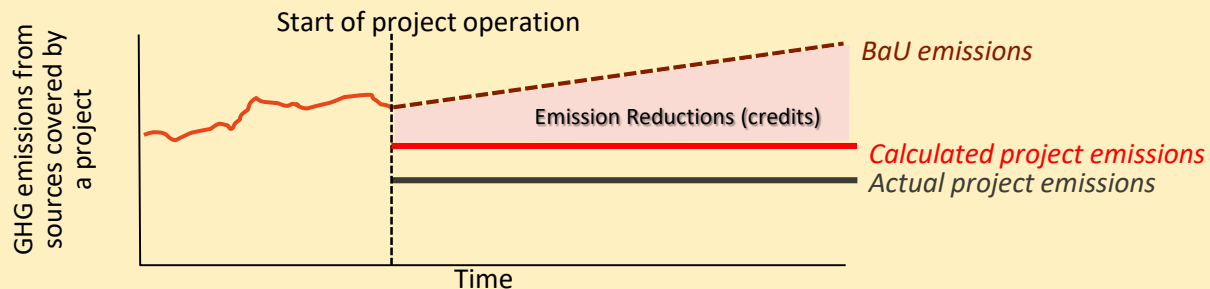 Start of project operation
GHG emissions from
sources covered by
a project
BaU emissions
Emission Reductions (credits)
Calculated project emissions
Actual project emissions
Time